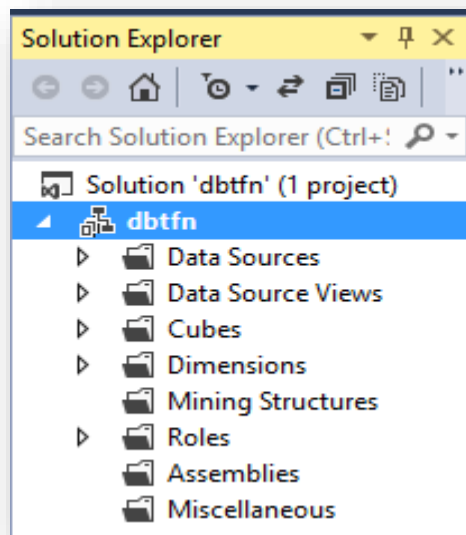 Solution Explorer
Search Solution Explorer (Ctrl+
Solution 'dbtfn' (1 project)
dbtfn
Data Sources
Data Source Views
Cubes
Dimensions
Mining Structures
Roles
Assemblies
Miscellaneous